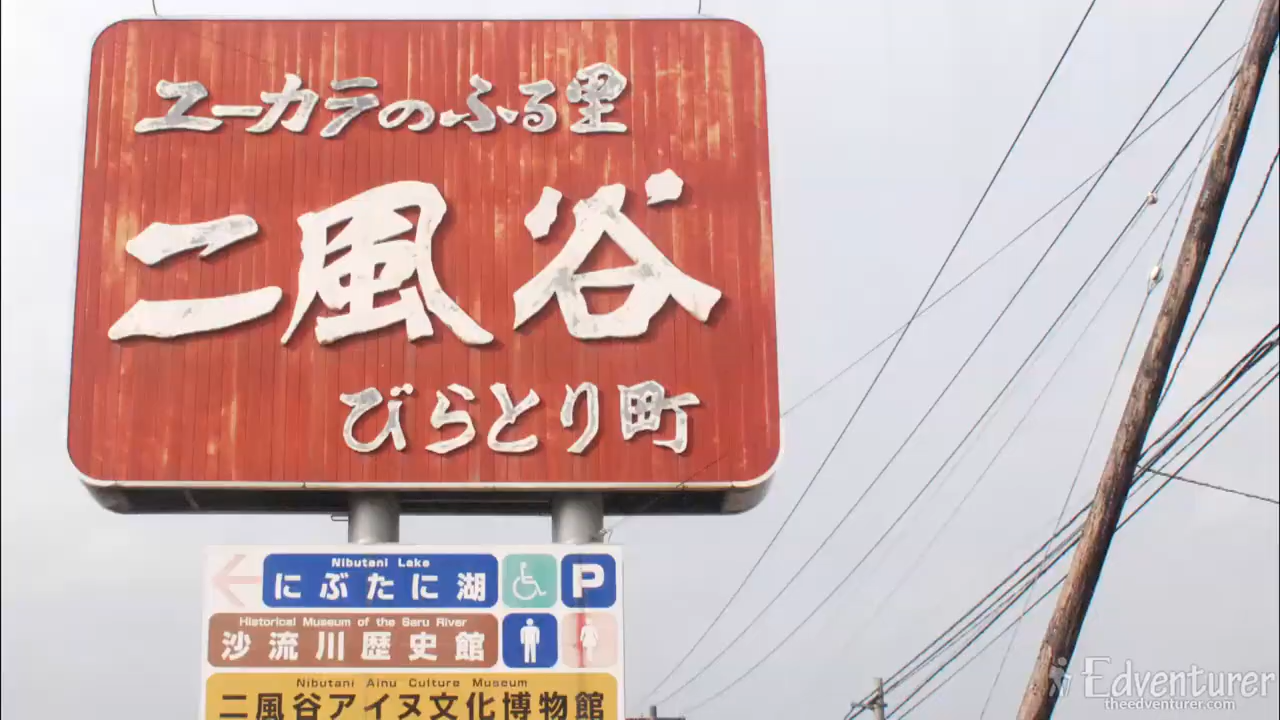 ユーカラのふる里
二風谷
びらとり町
Nibutani Lake
にぶたに湖
P
Historical Museum of the Saru River
沙流川歴史館
Nibutani Ainu Culture Museum
二風谷アイヌ文化博物館
Edventurer
theedventurer.com